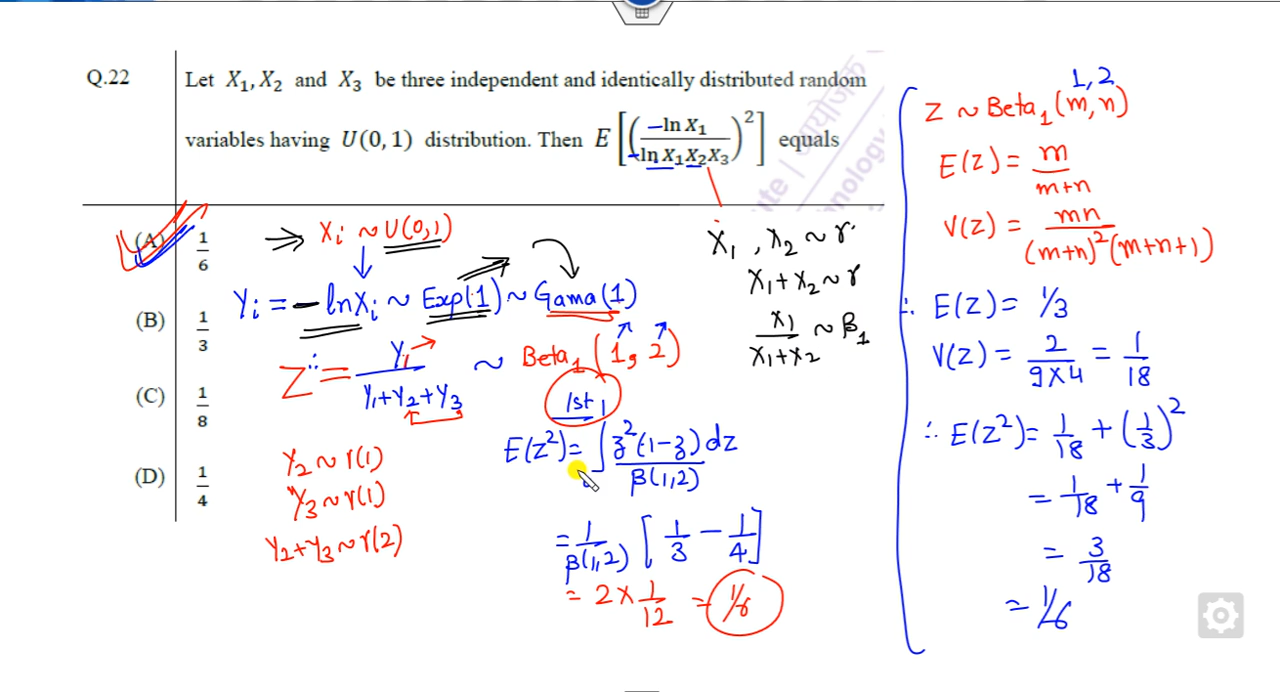 Q.22
Let X₁, X₂ and X₃ be three independent and identically distributed random
variables having U(0, 1) distribution. Then E[((−ln X₁)/(−ln X₁X₂X₃))²] equals
(A) 1/6
(B) 1/3
(C) 1/8
(D) 1/4
⇒ Xᵢ ~ U(0,1)
↓
Yᵢ = −lnXᵢ ~ Exp(1) ~ Gama(1)
Z = Y₁/(Y₁+Y₂+Y₃) ~ Beta₁(1, 2)
Y₂ ~ γ(1)
Y₃ ~ γ(1)
Y₂+Y₃ ~ γ(2)
Ist,
E(Z²) = ∫ z²(1−z) dz / β(1,2)
= 1/β(1,2) [1/3 − 1/4]
= 2 × 1/12 = 1/6
X₁, X₂ ~ γ
X₁+X₂ ~ γ
X₁/(X₁+X₂) ~ β₁
1, 2
Z ~ Beta₁(m, n)
E(Z) = m/(m+n)
V(Z) = mn/((m+n)²(m+n+1))
∴ E(Z) = 1/3
V(Z) = 2/(9×4) = 1/18
∴ E(Z²) = 1/18 + (1/3)²
= 1/18 + 1/9
= 3/18
= 1/6